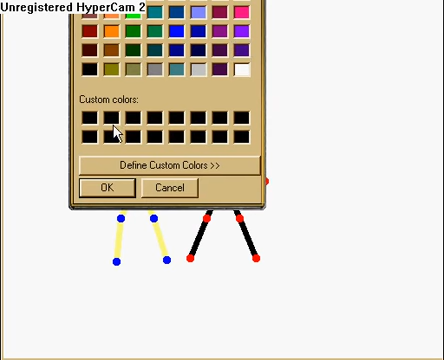 Unregistered HyperCam 2
Custom colors:
Define Custom Colors >>
OK
Cancel